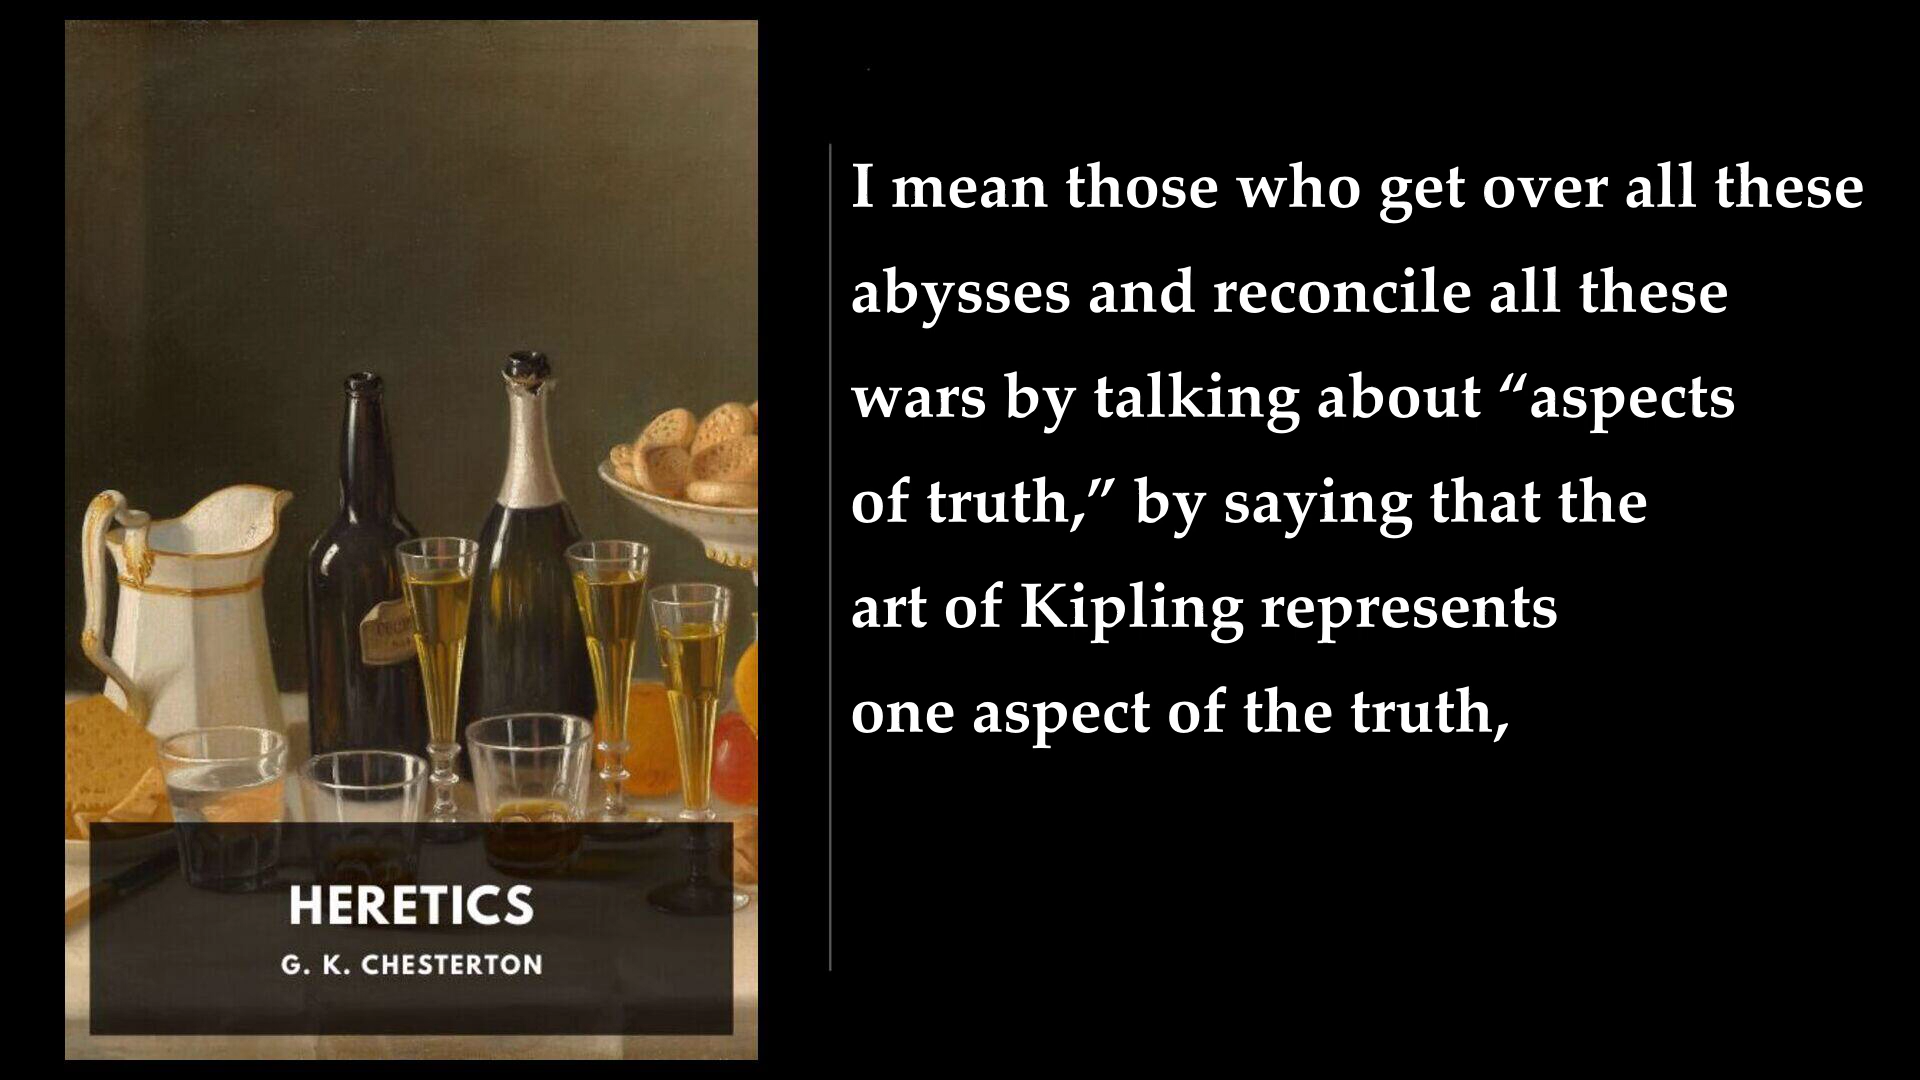 I mean those who get over all these
abysses and reconcile all these
wars by talking about “aspects
of truth,” by saying that the
art of Kipling represents
one aspect of the truth,
HERETICS
G. K. CHESTERTON